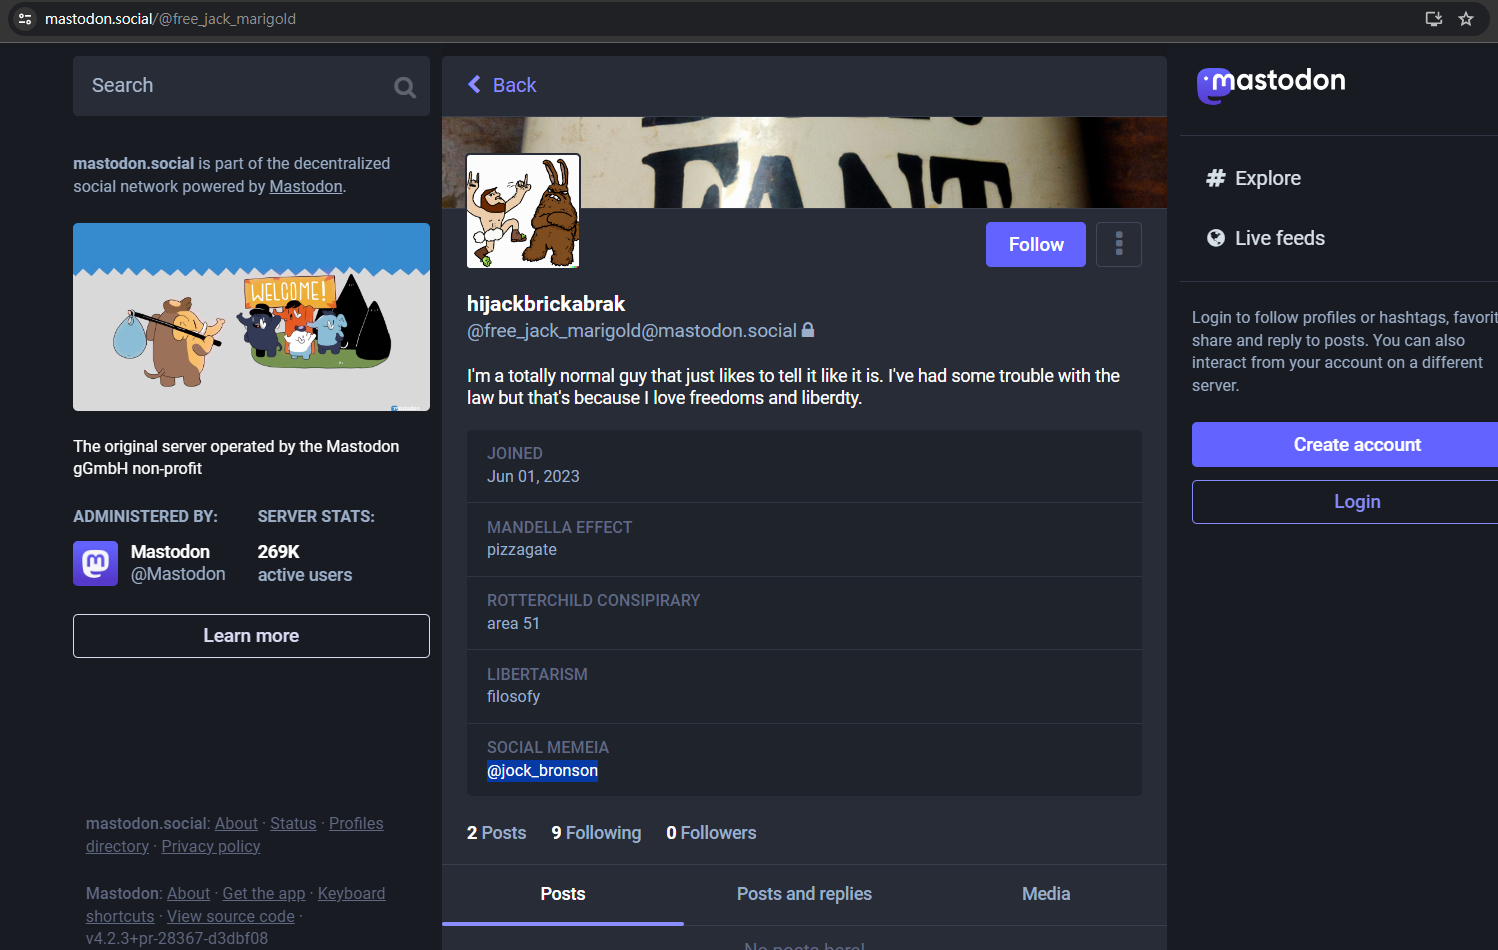 mastodon.social/@free_jack_marigold
Search
mastodon.social is part of the decentralized
social network powered by Mastodon.
WELCOME!
The original server operated by the Mastodon
gGmbH non-profit
ADMINISTERED BY:
Mastodon
@Mastodon
SERVER STATS:
269K
active users
Learn more
mastodon.social: About · Status · Profiles
directory · Privacy policy
Mastodon: About · Get the app · Keyboard
shortcuts · View source code ·
v4.2.3+pr-28367-d3dbf08
Back
FANT
Follow
hijackbrickabrak
@free_jack_marigold@mastodon.social
I'm a totally normal guy that just likes to tell it like it is. I've had some trouble with the
law but that's because I love freedoms and liberdty.
JOINED
Jun 01, 2023
MANDELLA EFFECT
pizzagate
ROTTERCHILD CONSIPIRARY
area 51
LIBERTARISM
filosofy
SOCIAL MEMEIA
@jock_bronson
2 Posts 9 Following 0 Followers
Posts Posts and replies Media
No posts here!
mastodon
# Explore
Live feeds
Login to follow profiles or hashtags, favorit
share and reply to posts. You can also
interact from your account on a different
server.
Create account
Login